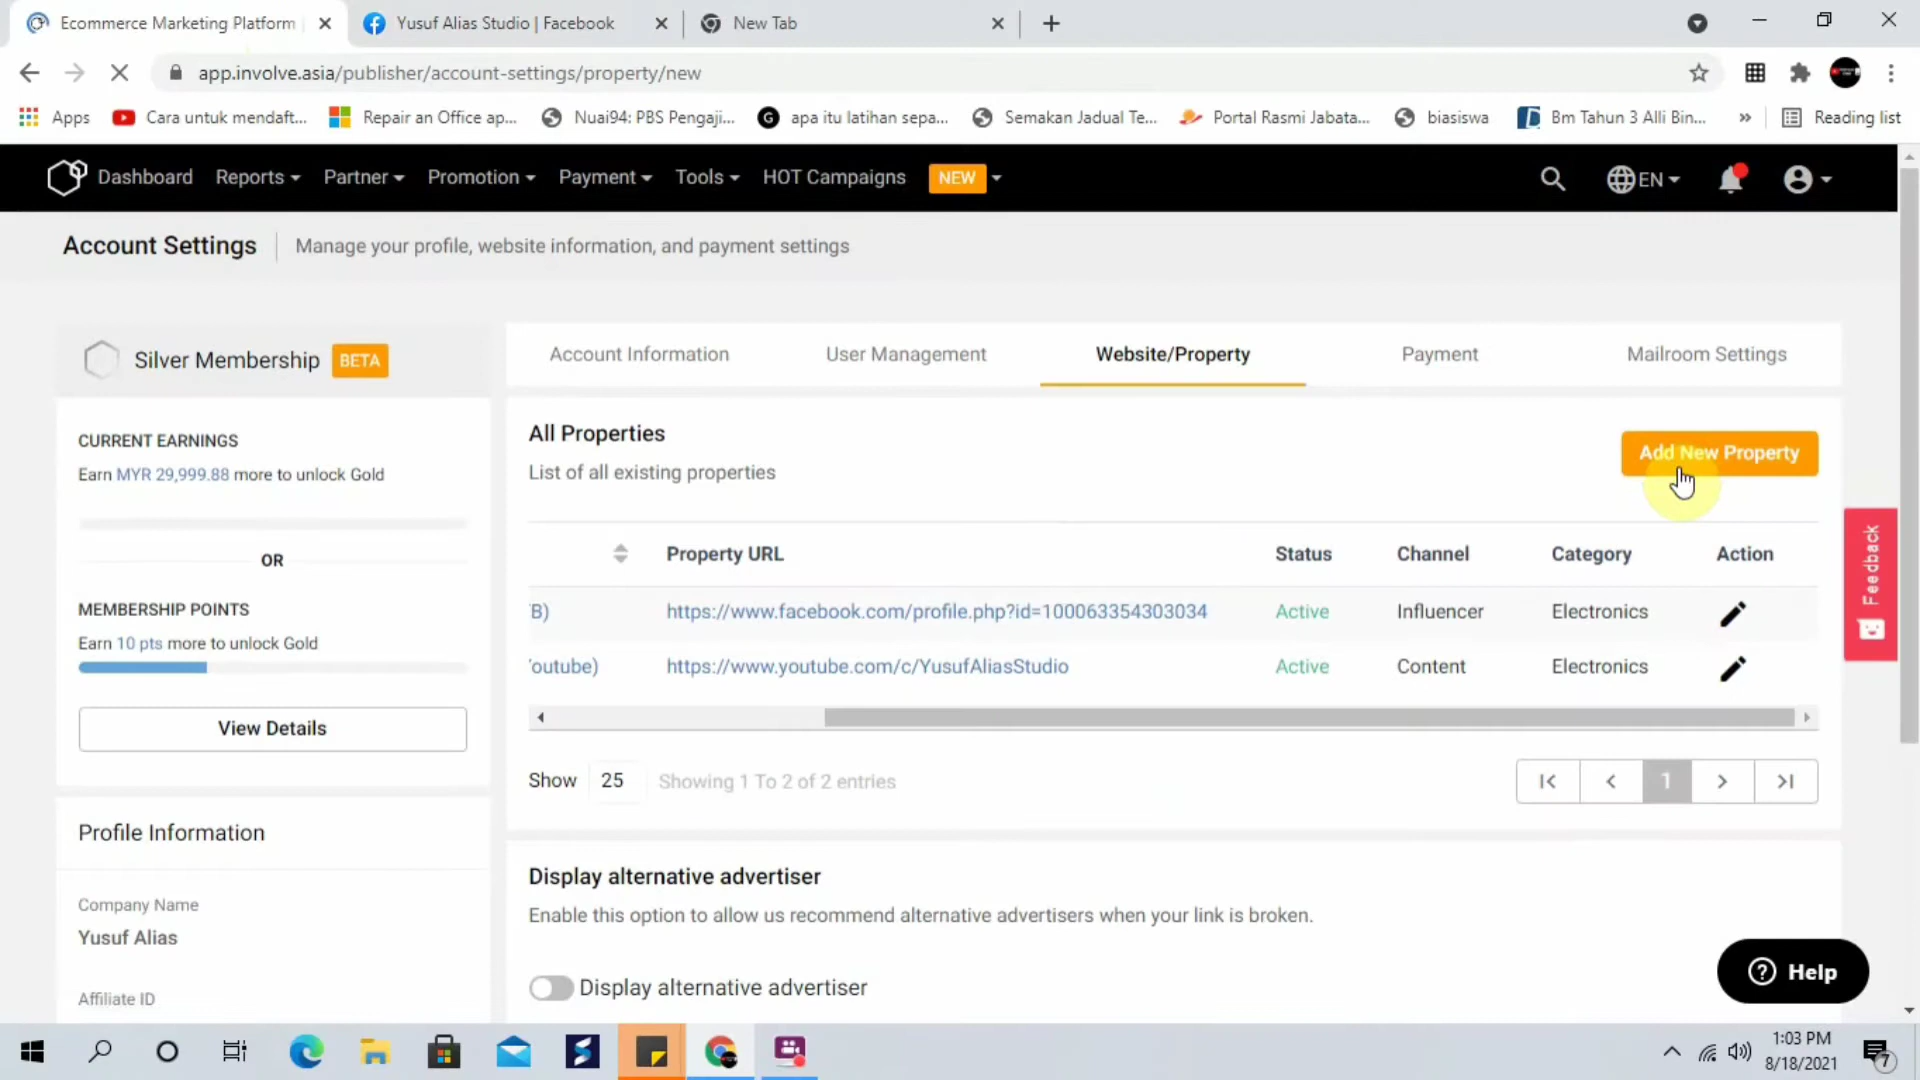 Ecommerce Marketing Platform
Yusuf Alias Studio | Facebook
New Tab
app.involve.asia/publisher/account-settings/property/new
Apps
Cara untuk mendaft...
Repair an Office ap...
Nuai94: PBS Pengaji...
apa itu latihan sepa...
Semakan Jadual Te...
Portal Rasmi Jabata...
biasiswa
Bm Tahun 3 Alli Bin...
»
Reading list
Dashboard
Reports
Partner
Promotion
Payment
Tools
HOT Campaigns
NEW
EN
Account Settings
Manage your profile, website information, and payment settings
Silver Membership BETA
CURRENT EARNINGS
Earn MYR 29,999.88 more to unlock Gold
OR
MEMBERSHIP POINTS
Earn 10 pts more to unlock Gold
View Details
Profile Information
Company Name
Yusuf Alias
Affiliate ID
Account Information
User Management
Website/Property
Payment
Mailroom Settings
All Properties
List of all existing properties
Add New Property
Property URL Status Channel Category Action
'B) https://www.facebook.com/profile.php?id=100063354303034 Active Influencer Electronics
'outube) https://www.youtube.com/c/YusufAliasStudio Active Content Electronics
Show 25 Showing 1 To 2 of 2 entries
1
Display alternative advertiser
Enable this option to allow us recommend alternative advertisers when your link is broken.
Display alternative advertiser
Feedback
Help
1:03 PM
8/18/2021
7